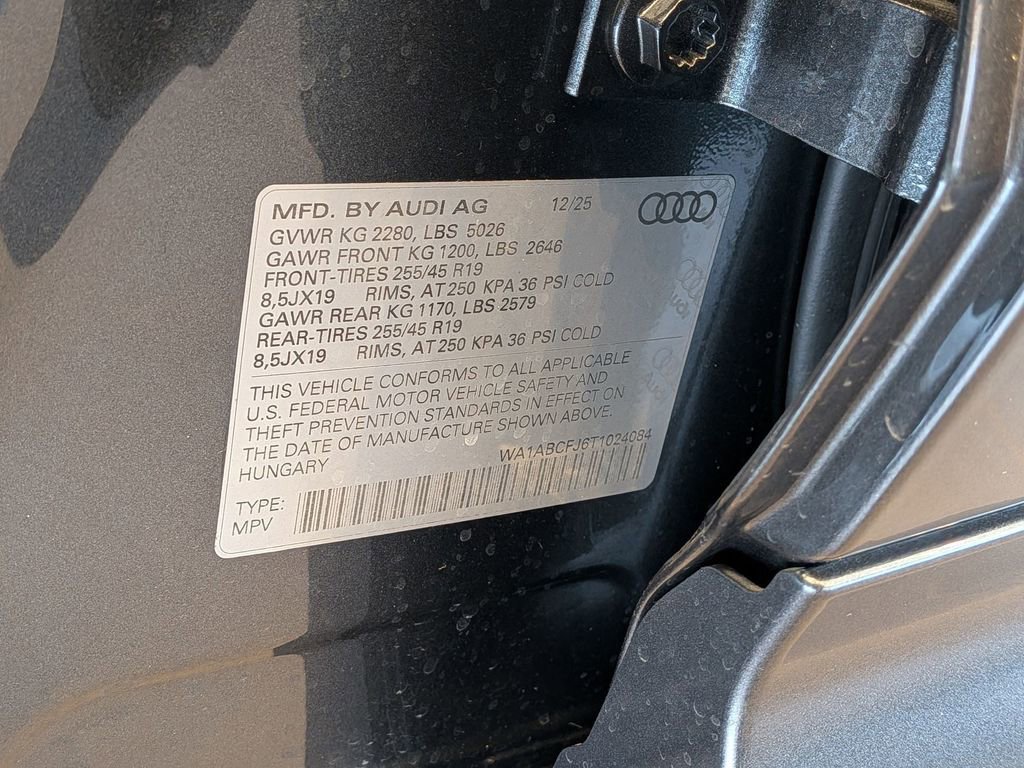 MFD. BY AUDI AG 12/25
GVWR KG 2280, LBS 5026
GAWR FRONT KG 1200, LBS 2646
FRONT-TIRES 255/45 R19
8,5JX19 RIMS, AT 250 KPA 36 PSI COLD
GAWR REAR KG 1170, LBS 2579
REAR-TIRES 255/45 R19
8,5JX19 RIMS, AT 250 KPA 36 PSI COLD
THIS VEHICLE CONFORMS TO ALL APPLICABLE
U.S. FEDERAL MOTOR VEHICLE SAFETY AND
THEFT PREVENTION STANDARDS IN EFFECT ON
THE DATE OF MANUFACTURE SHOWN ABOVE.
HUNGARY WA1ABCFJ6T1024084
TYPE:
MPV
Audi
Audi